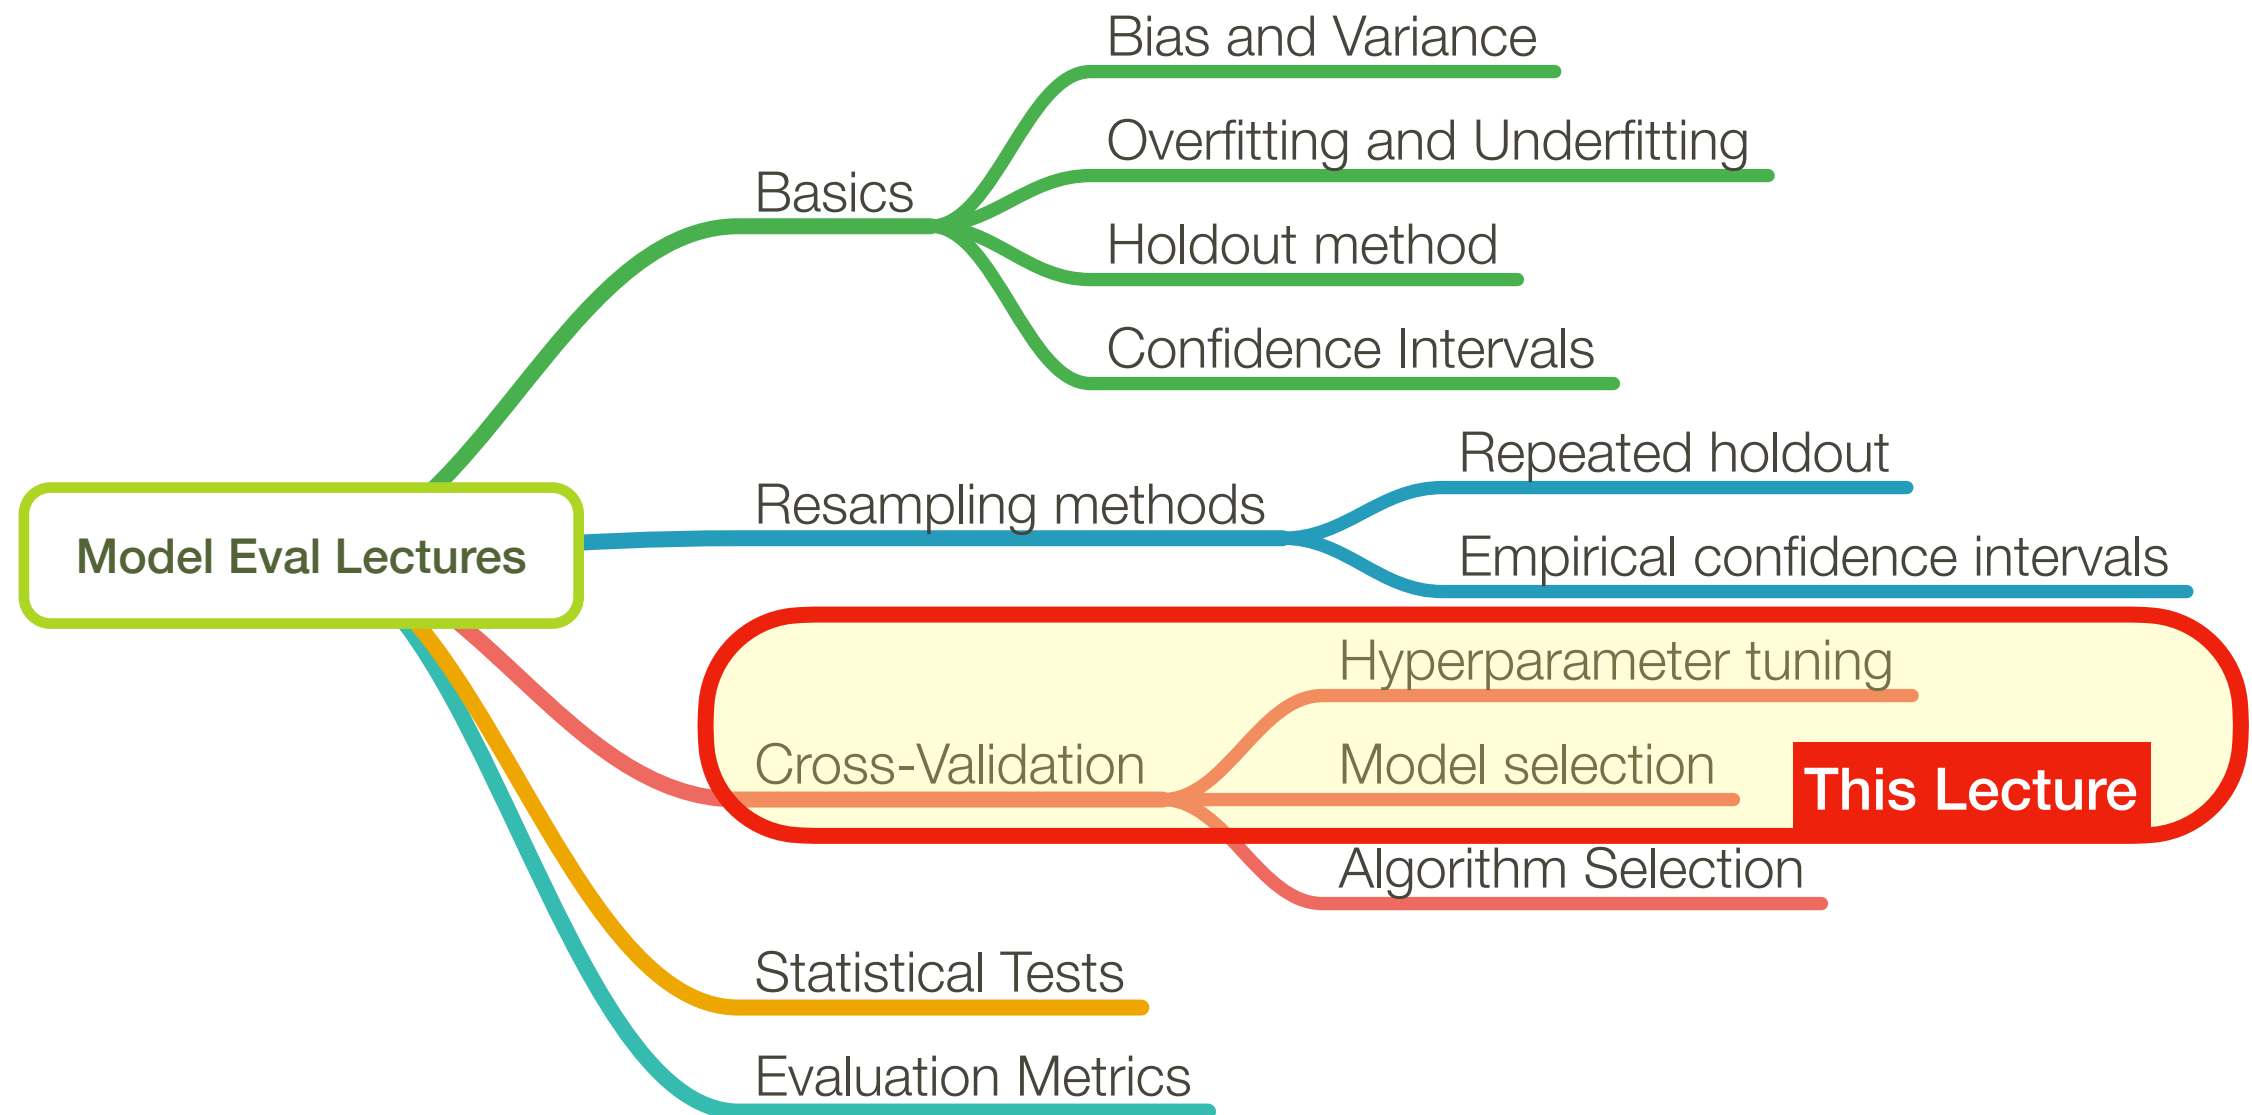 Model Eval Lectures
Basics
Bias and Variance
Overfitting and Underfitting
Holdout method
Confidence Intervals
Resampling methods
Repeated holdout
Empirical confidence intervals
Cross-Validation
Hyperparameter tuning
Model selection
This Lecture
Algorithm Selection
Statistical Tests
Evaluation Metrics